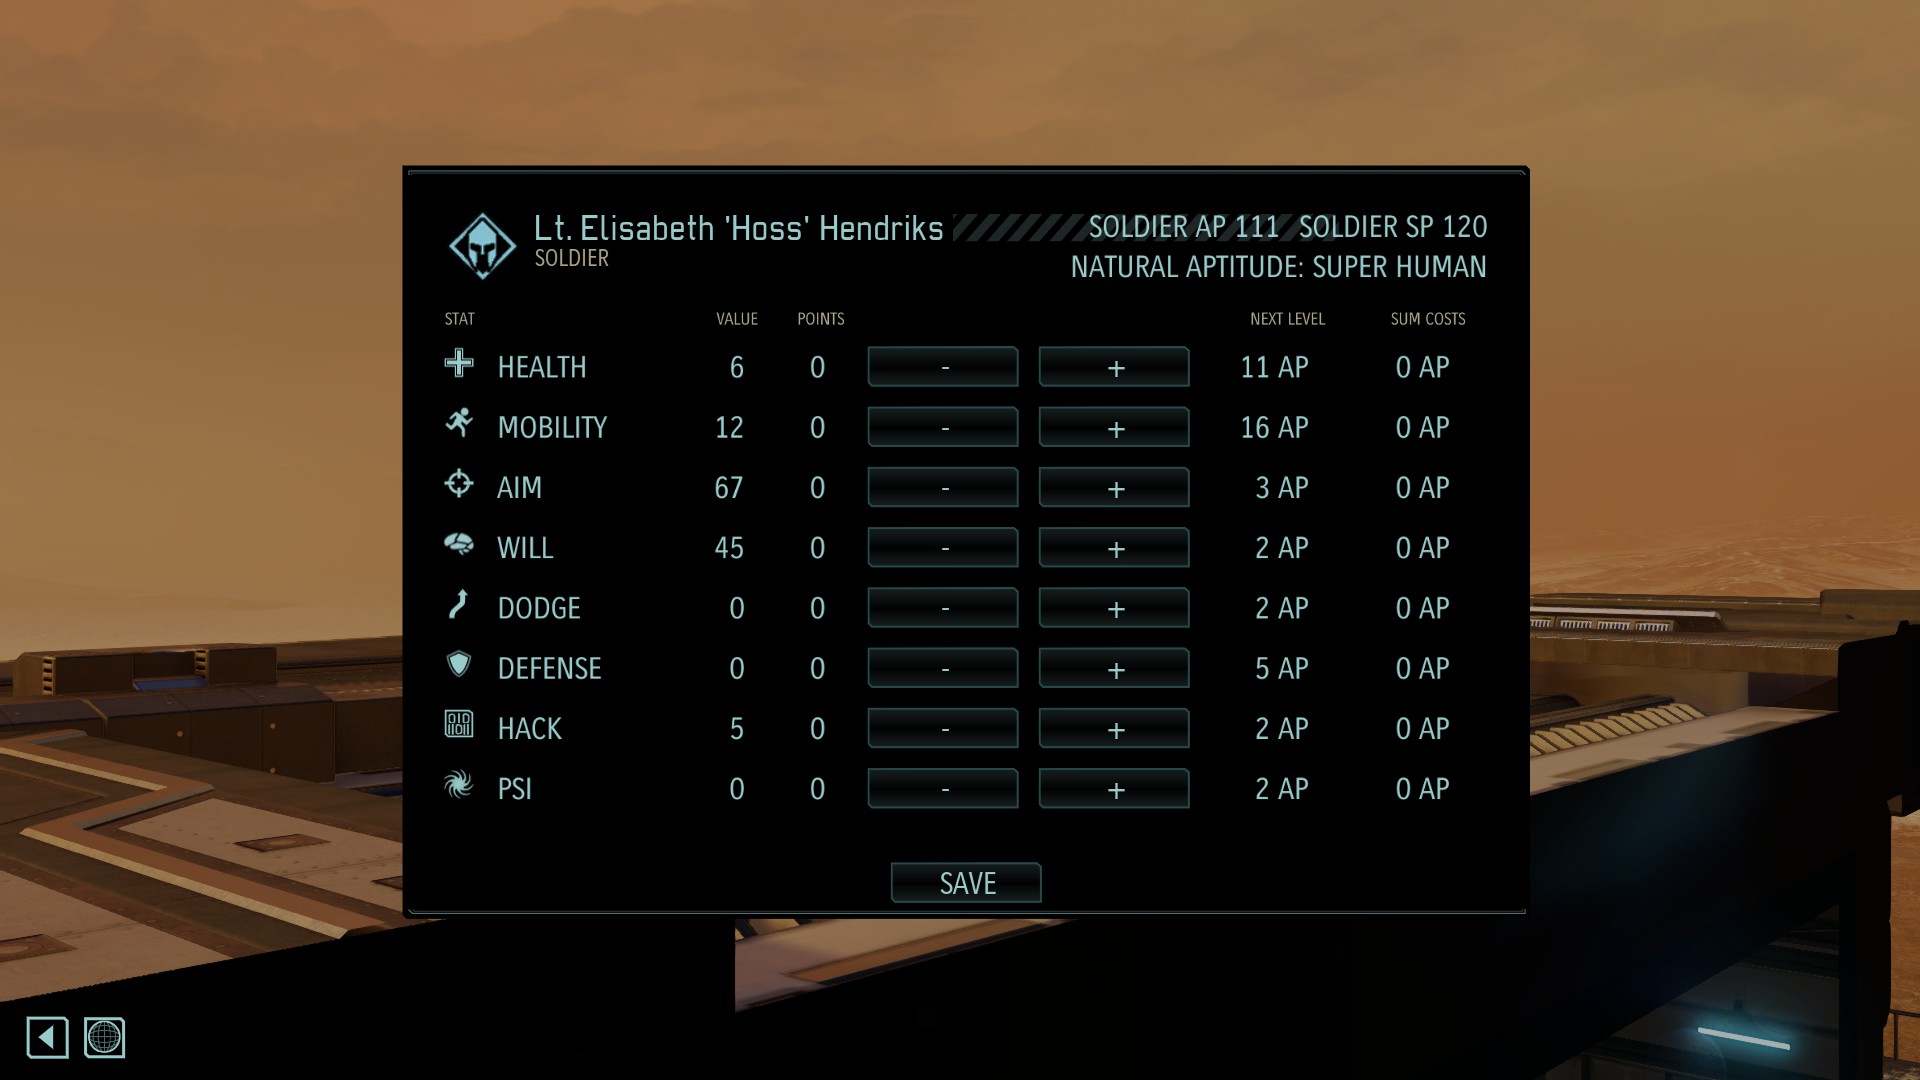 Lt. Elisabeth 'Hoss' Hendriks SOLDIER AP 111 SOLDIER SP 120
SOLDIER NATURAL APTITUDE: SUPER HUMAN
STAT VALUE POINTS NEXT LEVEL SUM COSTS
HEALTH 6 0 - + 11 AP 0 AP
MOBILITY 12 0 - + 16 AP 0 AP
AIM 67 0 - + 3 AP 0 AP
WILL 45 0 - + 2 AP 0 AP
DODGE 0 0 - + 2 AP 0 AP
DEFENSE 0 0 - + 5 AP 0 AP
HACK 5 0 - + 2 AP 0 AP
PSI 0 0 - + 2 AP 0 AP
SAVE